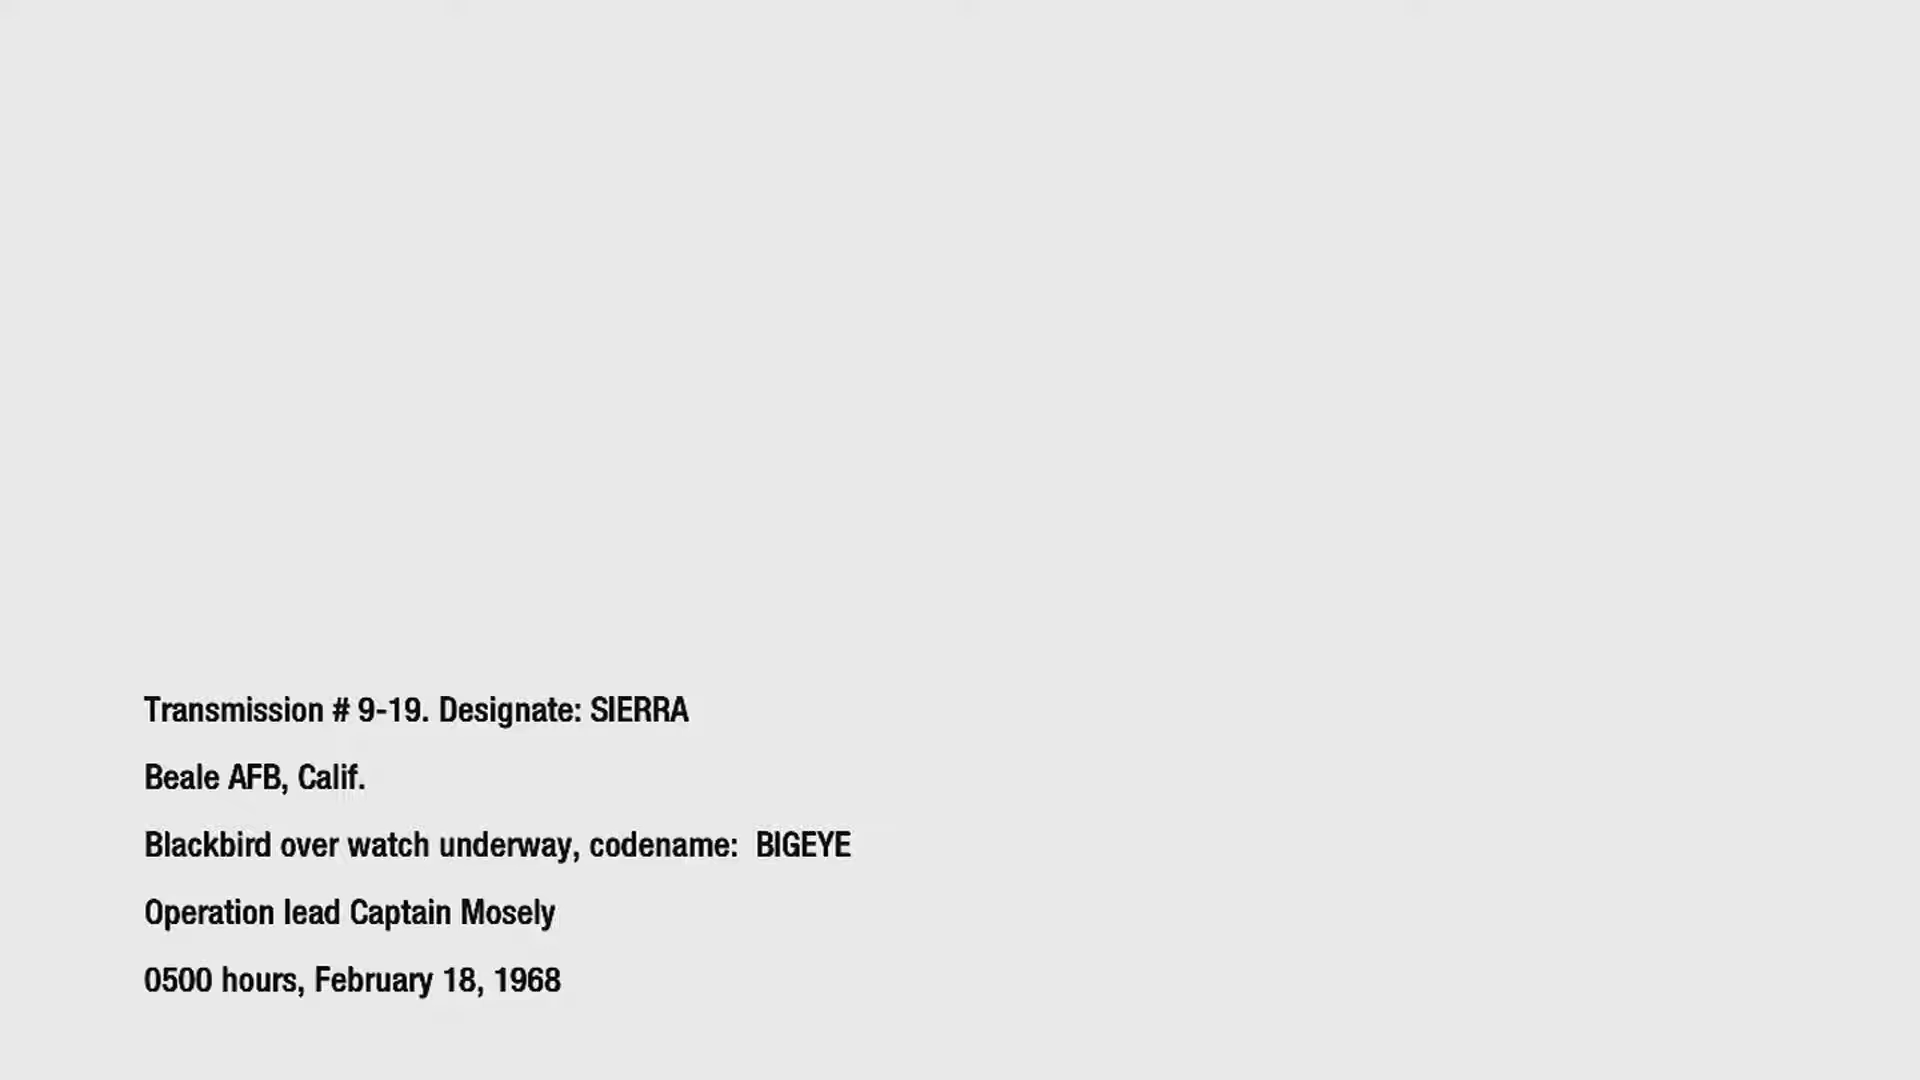 Transmission # 9-19. Designate: SIERRA
Beale AFB, Calif.
Blackbird over watch underway, codename:  BIGEYE
Operation lead Captain Mosely
0500 hours, February 18, 1968